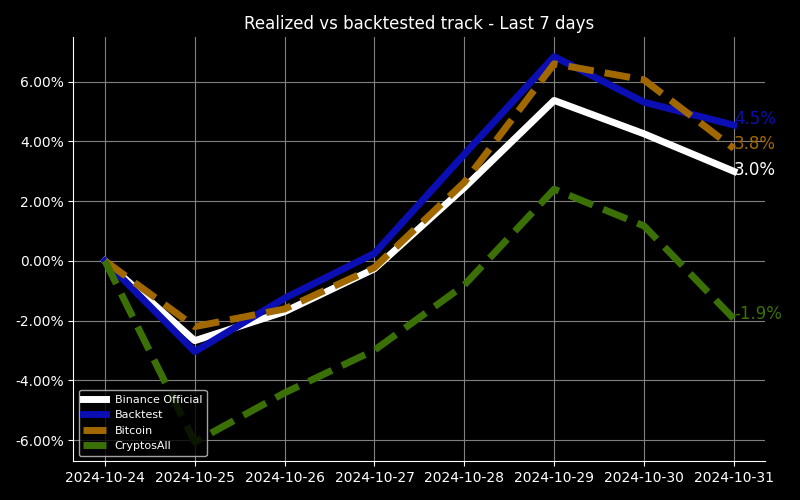 Realized vs backtested track - Last 7 days
6.00%
4.00%
2.00%
0.00%
-2.00%
-4.00%
-6.00%
4.5%
3.8%
3.0%
-1.9%
Binance Official
Backtest
Bitcoin
CryptosAll
2024-10-24 2024-10-25 2024-10-26 2024-10-27 2024-10-28 2024-10-29 2024-10-30 2024-10-31